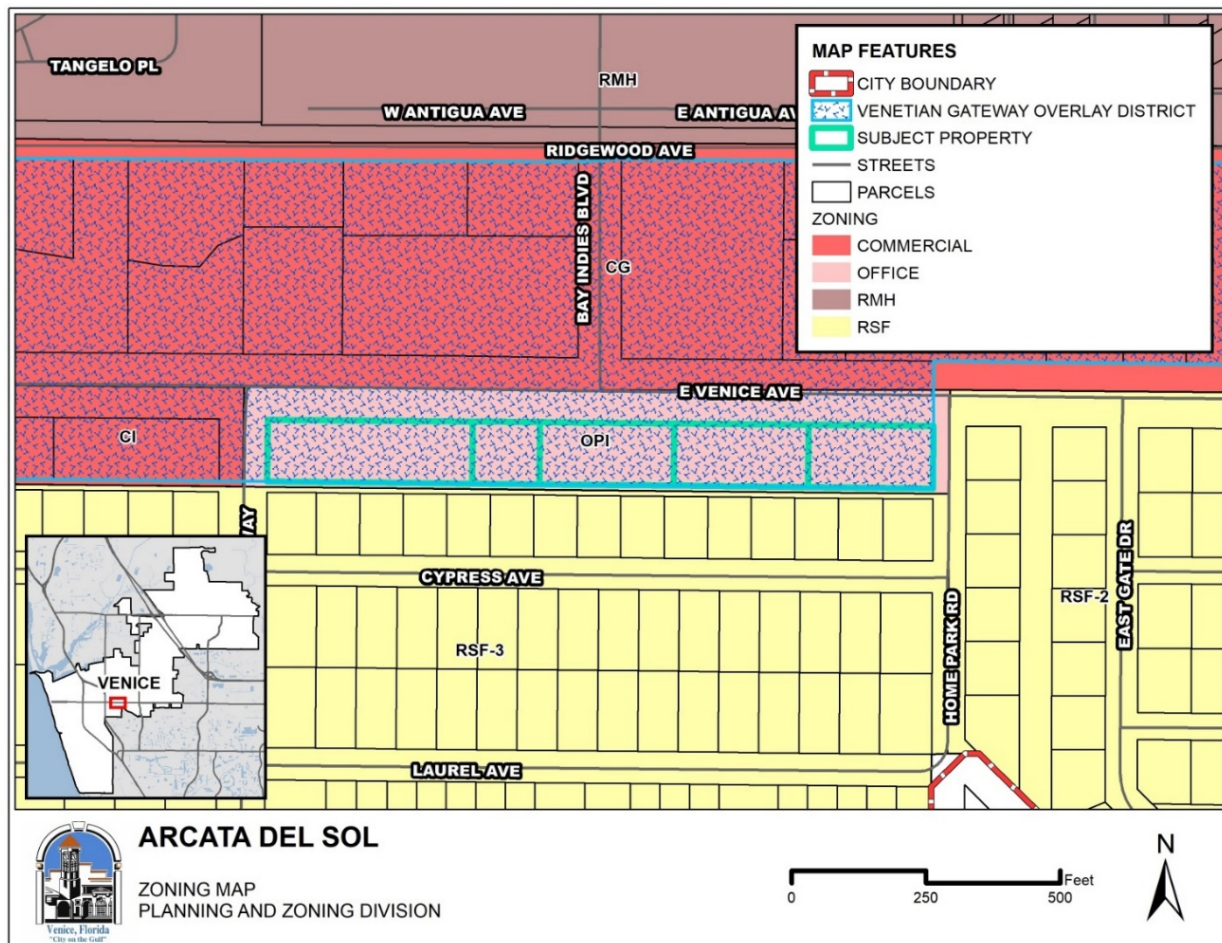 TANGELO PL
RMH
W ANTIGUA AVE
E ANTIGUA AV
RIDGEWOOD AVE
BAY INDIES BLVD
CG
MAP FEATURES
CITY BOUNDARY
VENETIAN GATEWAY OVERLAY DISTRICT
SUBJECT PROPERTY
STREETS
PARCELS
ZONING
COMMERCIAL
OFFICE
RMH
RSF
E VENICE AVE
CI
OPI
WAY
CYPRESS AVE
RSF-3
HOME PARK RD
RSF-2
EAST GATE DR
VENICE
LAUREL AVE
Venice, Florida
"City on the Gulf"
ARCATA DEL SOL
ZONING MAP
PLANNING AND ZONING DIVISION
Feet
0 250 500
N